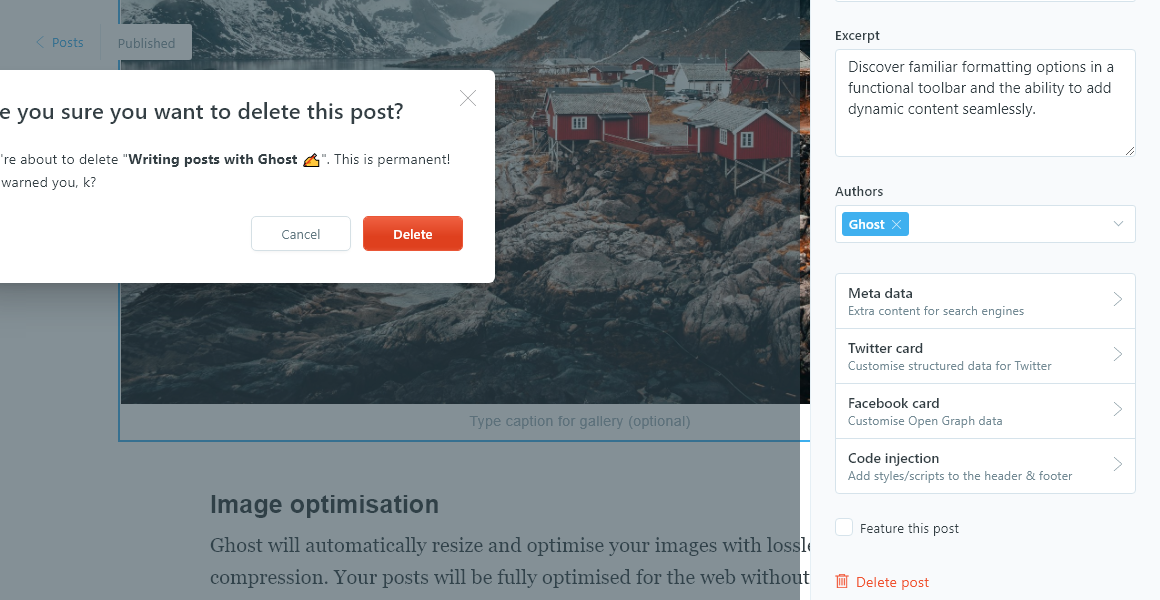 Posts
Published
e you sure you want to delete this post?
're about to delete "Writing posts with Ghost ✍️". This is permanent!
warned you, k?
Cancel
Delete
Type caption for gallery (optional)
Image optimisation
Ghost will automatically resize and optimise your images with lossle
compression. Your posts will be fully optimised for the web without
Excerpt
Discover familiar formatting options in a
functional toolbar and the ability to add
dynamic content seamlessly.
Authors
Ghost
Meta data
Extra content for search engines
Twitter card
Customise structured data for Twitter
Facebook card
Customise Open Graph data
Code injection
Add styles/scripts to the header & footer
Feature this post
Delete post